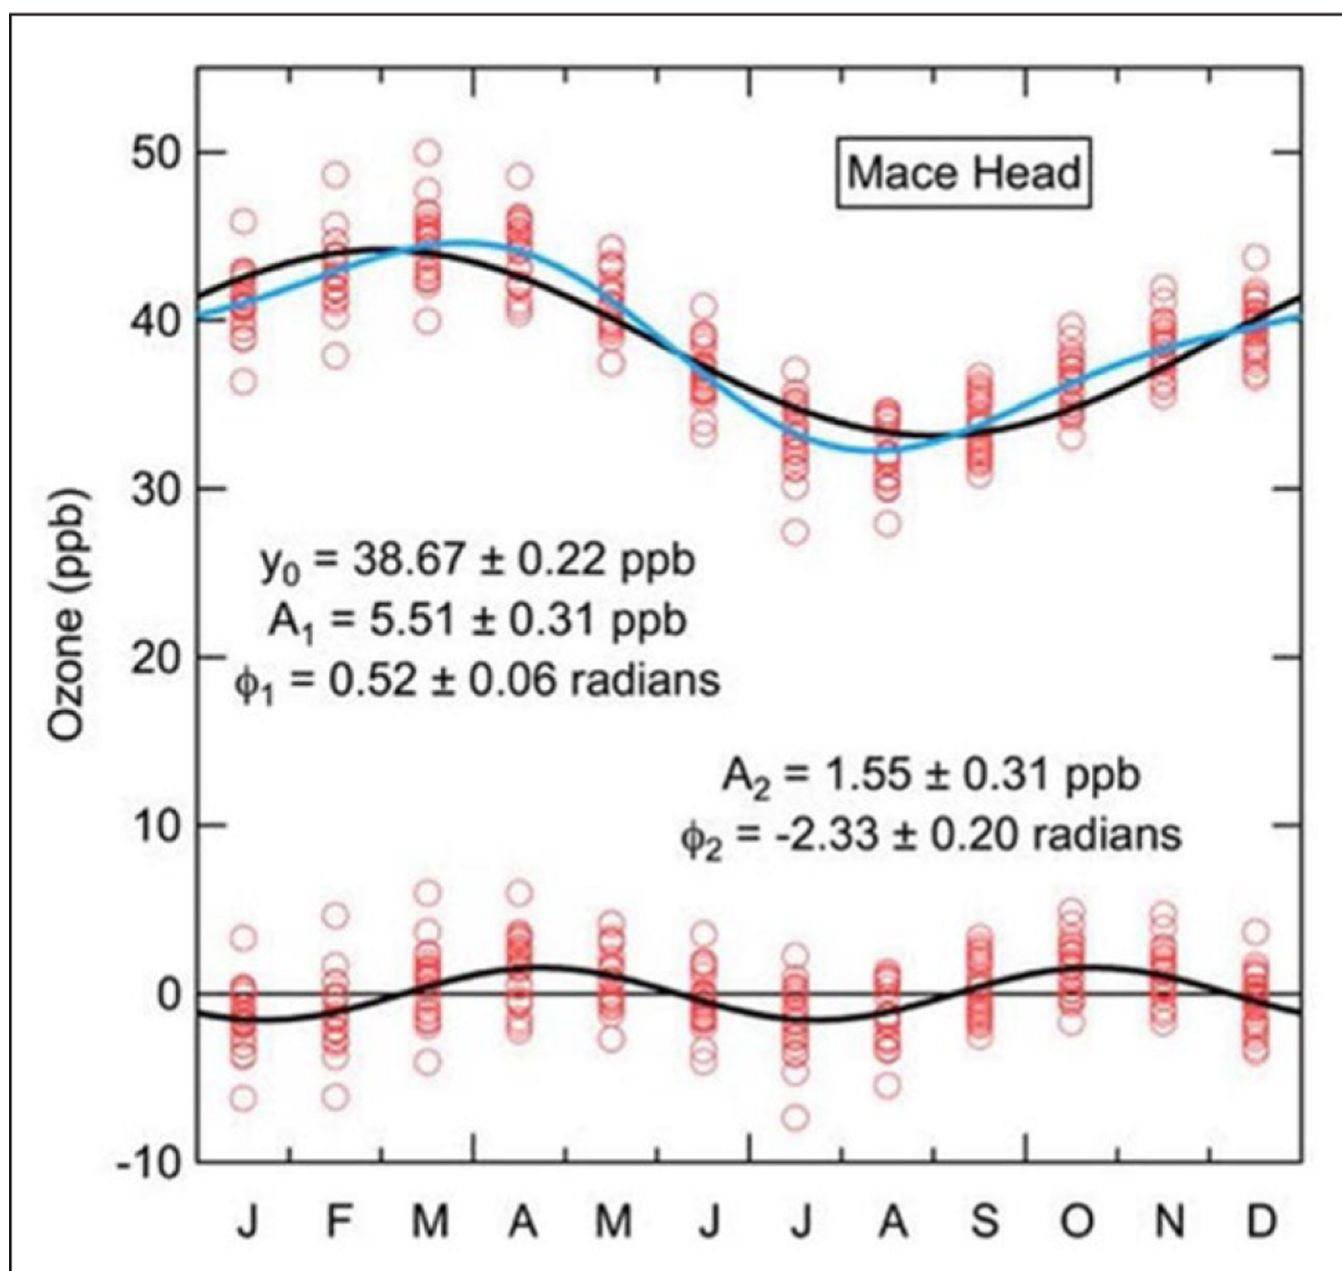 Mace Head
50
40
30
20
10
0
-10
Ozone (ppb)
y₀ = 38.67 ± 0.22 ppb
A₁ = 5.51 ± 0.31 ppb
ϕ₁ = 0.52 ± 0.06 radians
A₂ = 1.55 ± 0.31 ppb
ϕ₂ = -2.33 ± 0.20 radians
J F M A M J J A S O N D